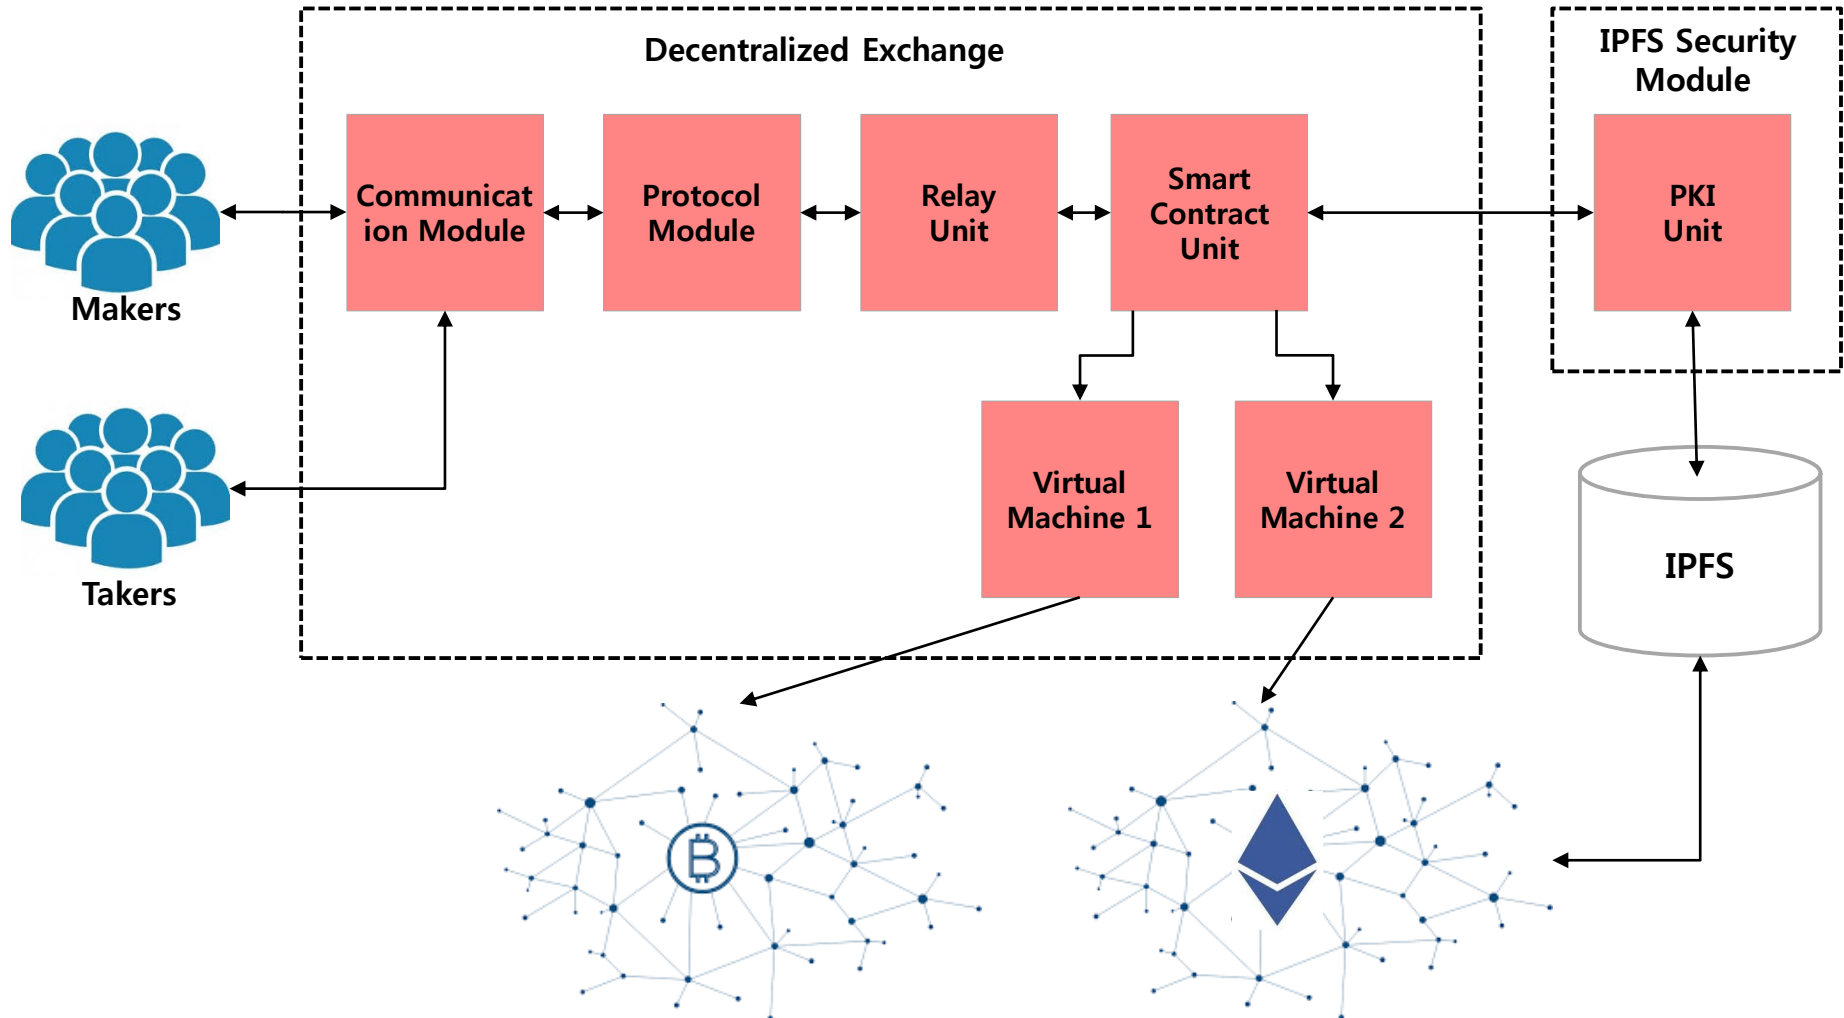 Decentralized Exchange
IPFS Security
Module
Communicat
ion Module
Protocol
Module
Relay
Unit
Smart
Contract
Unit
PKI
Unit
Makers
Virtual
Machine 1
Virtual
Machine 2
IPFS
Takers
B